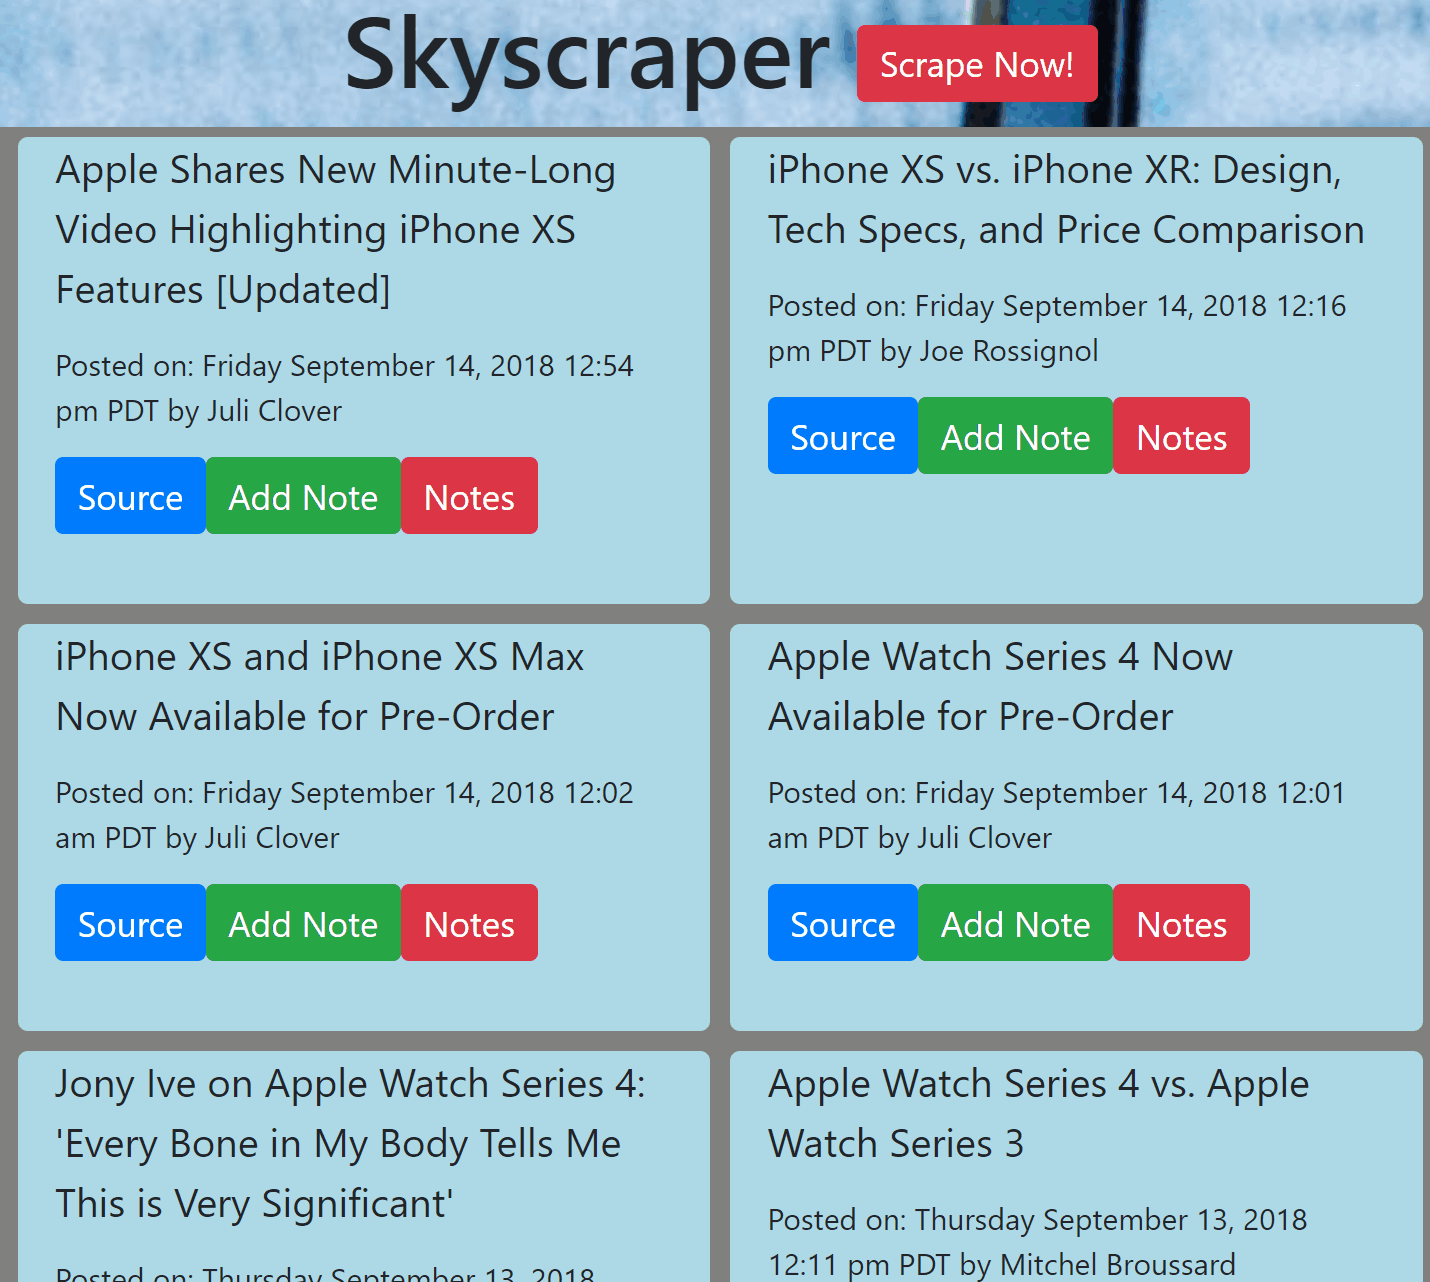 Skyscraper Scrape Now!
Apple Shares New Minute-Long
Video Highlighting iPhone XS
Features [Updated]
Posted on: Friday September 14, 2018 12:54
pm PDT by Juli Clover
Source Add Note Notes
iPhone XS vs. iPhone XR: Design,
Tech Specs, and Price Comparison
Posted on: Friday September 14, 2018 12:16
pm PDT by Joe Rossignol
Source Add Note Notes
iPhone XS and iPhone XS Max
Now Available for Pre-Order
Posted on: Friday September 14, 2018 12:02
am PDT by Juli Clover
Source Add Note Notes
Apple Watch Series 4 Now
Available for Pre-Order
Posted on: Friday September 14, 2018 12:01
am PDT by Juli Clover
Source Add Note Notes
Jony Ive on Apple Watch Series 4:
'Every Bone in My Body Tells Me
This is Very Significant'
Posted on: Thursday September 13, 2018
Apple Watch Series 4 vs. Apple
Watch Series 3
Posted on: Thursday September 13, 2018
12:11 pm PDT by Mitchel Broussard